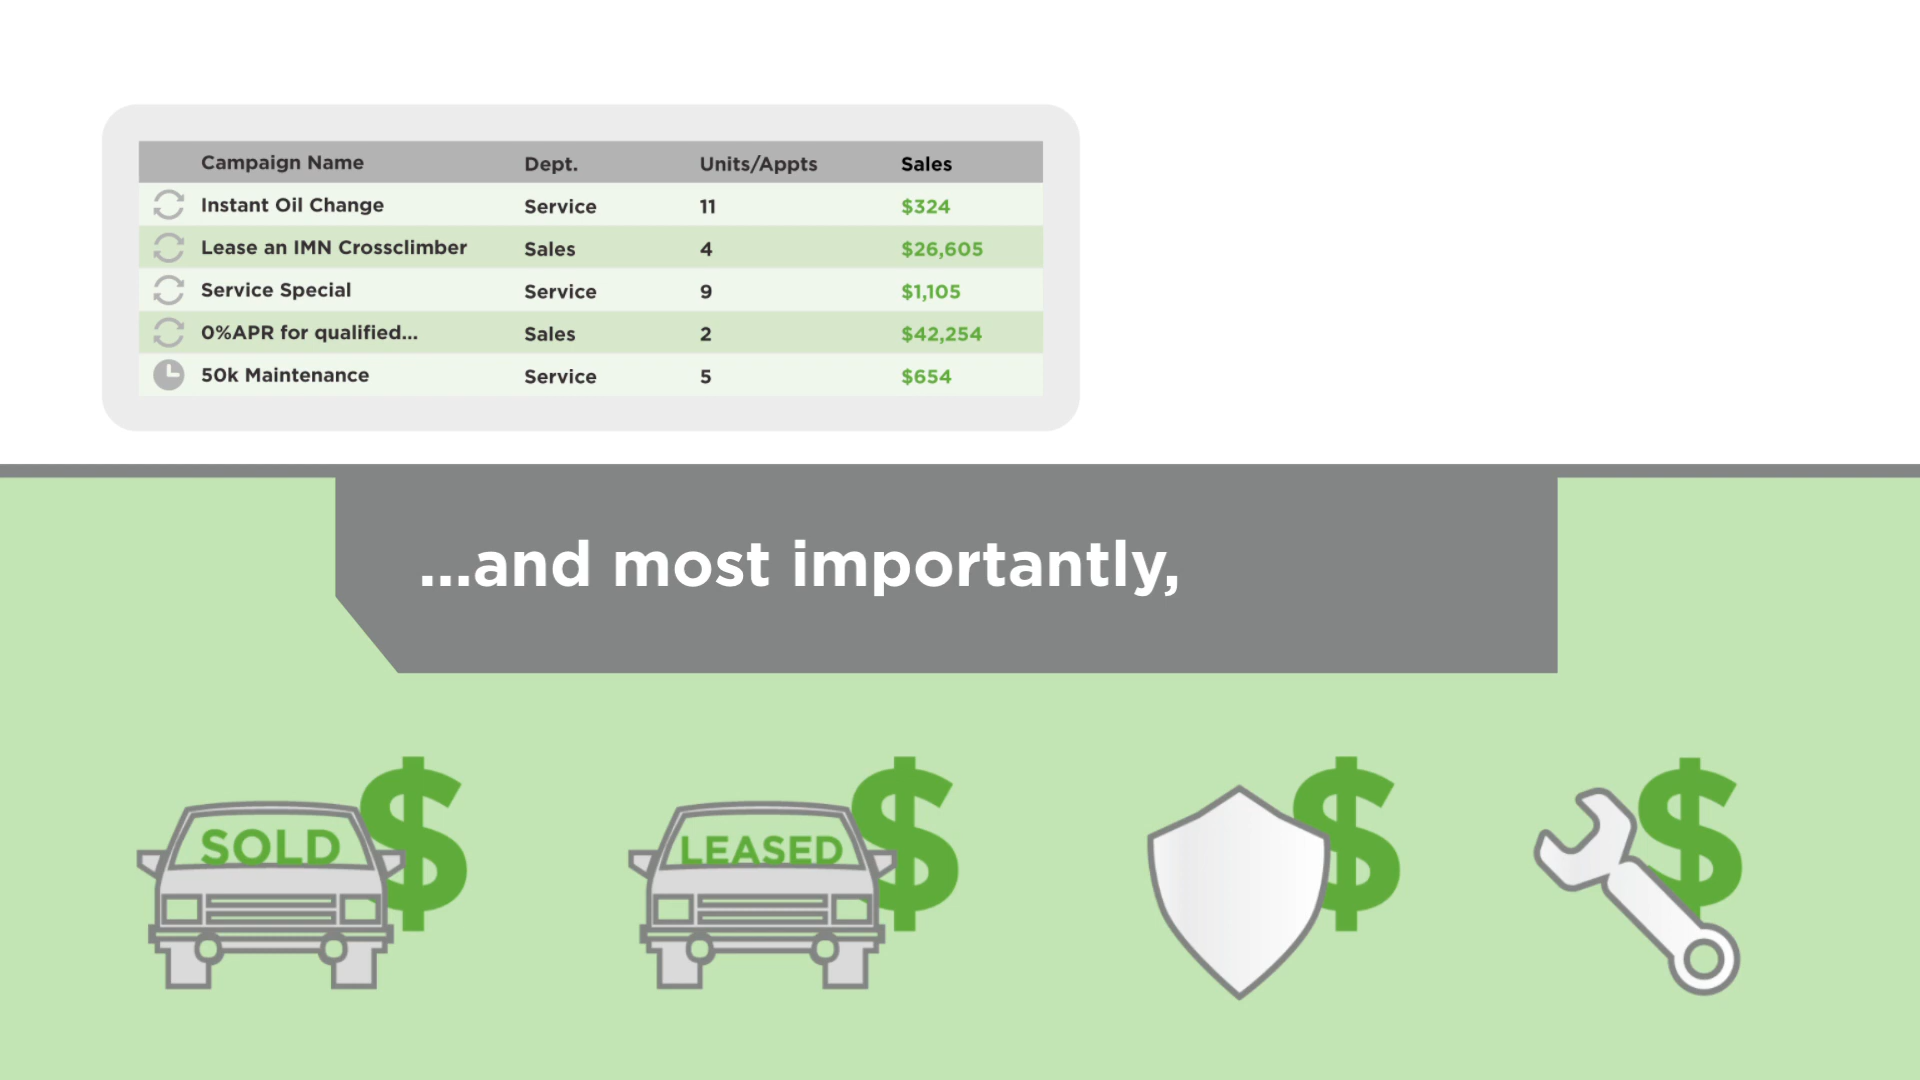 Campaign Name Dept. Units/Appts Sales
Instant Oil Change Service 11 $324
Lease an IMN Crossclimber Sales 4 $26,605
Service Special Service 9 $1,105
0%APR for qualified... Sales 2 $42,254
50k Maintenance Service 5 $654
...and most importantly,
SOLD $ LEASED $ $ $